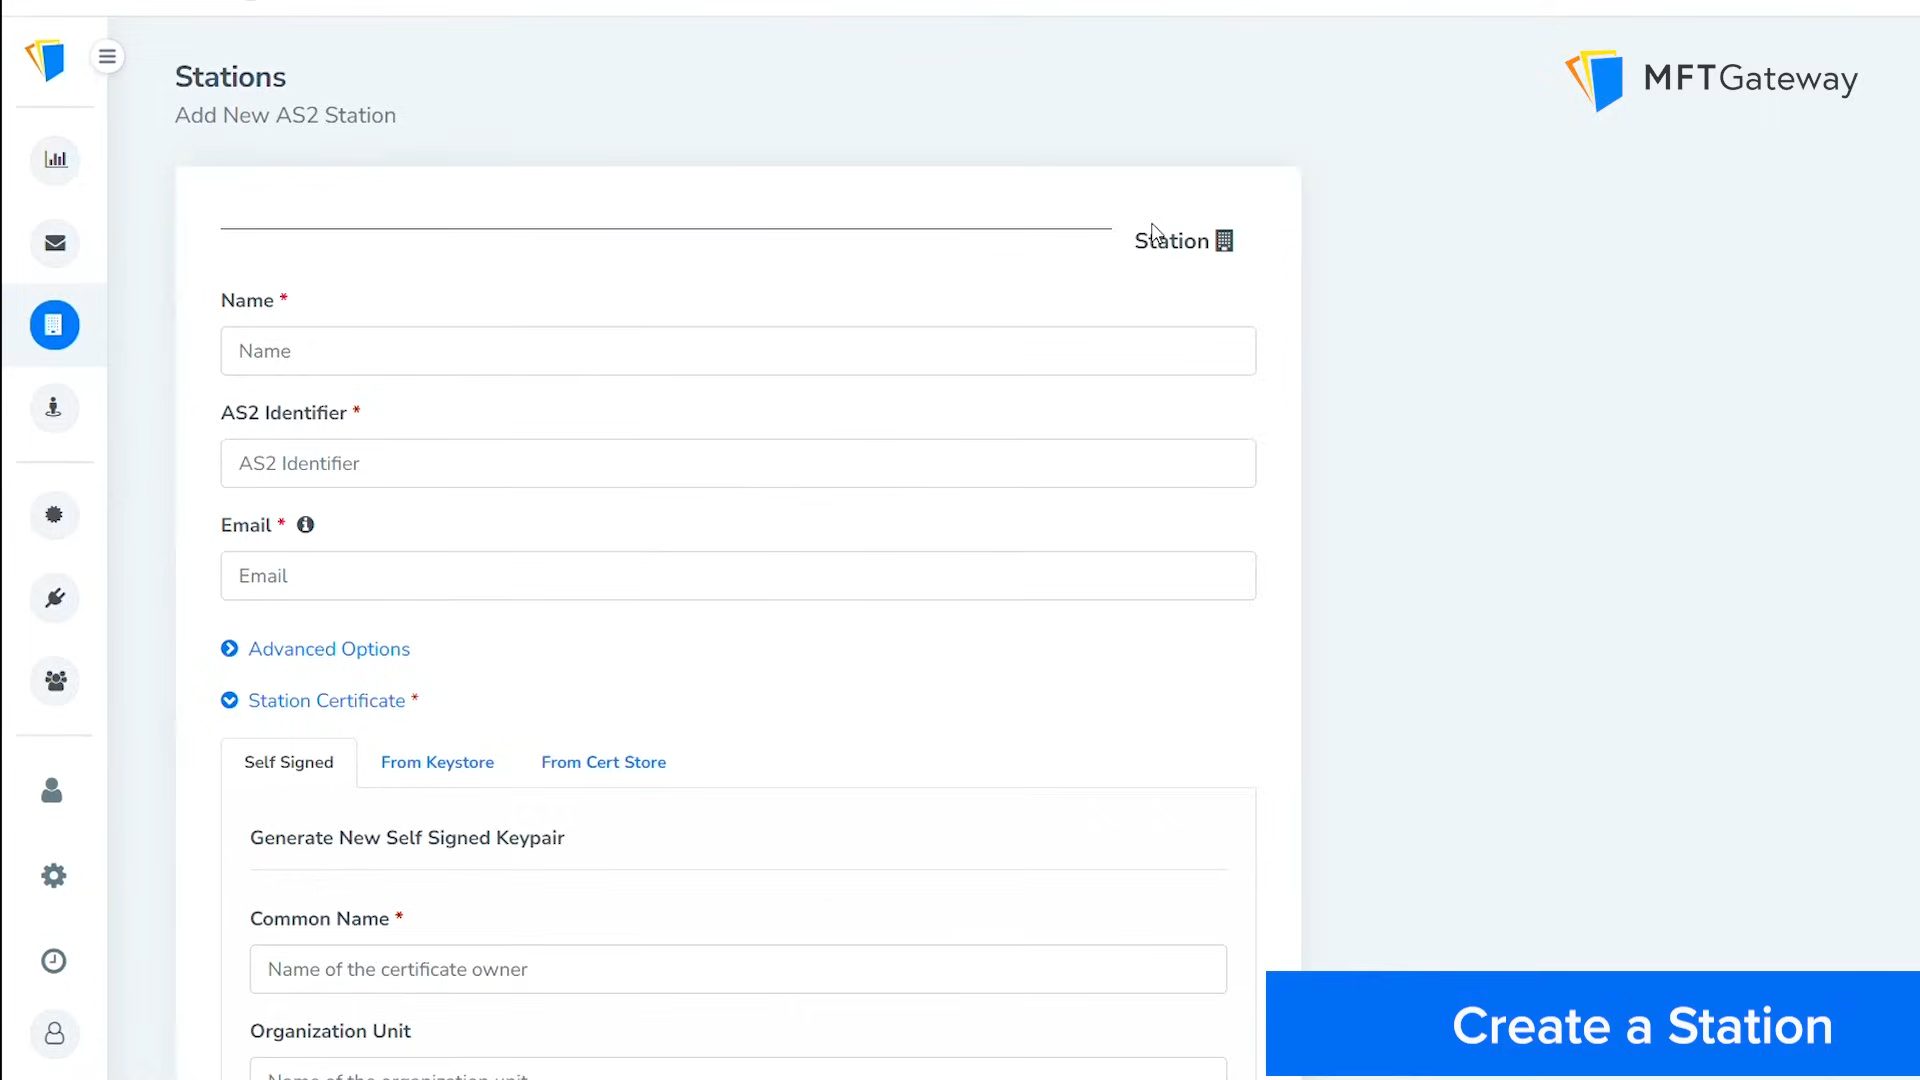 Stations
Add New AS2 Station
MFTGateway
Station
Name *
Name
AS2 Identifier *
AS2 Identifier
Email *
Email
Advanced Options
Station Certificate *
Self Signed
From Keystore
From Cert Store
Generate New Self Signed Keypair
Common Name *
Name of the certificate owner
Organization Unit
Name of the organization unit
Create a Station